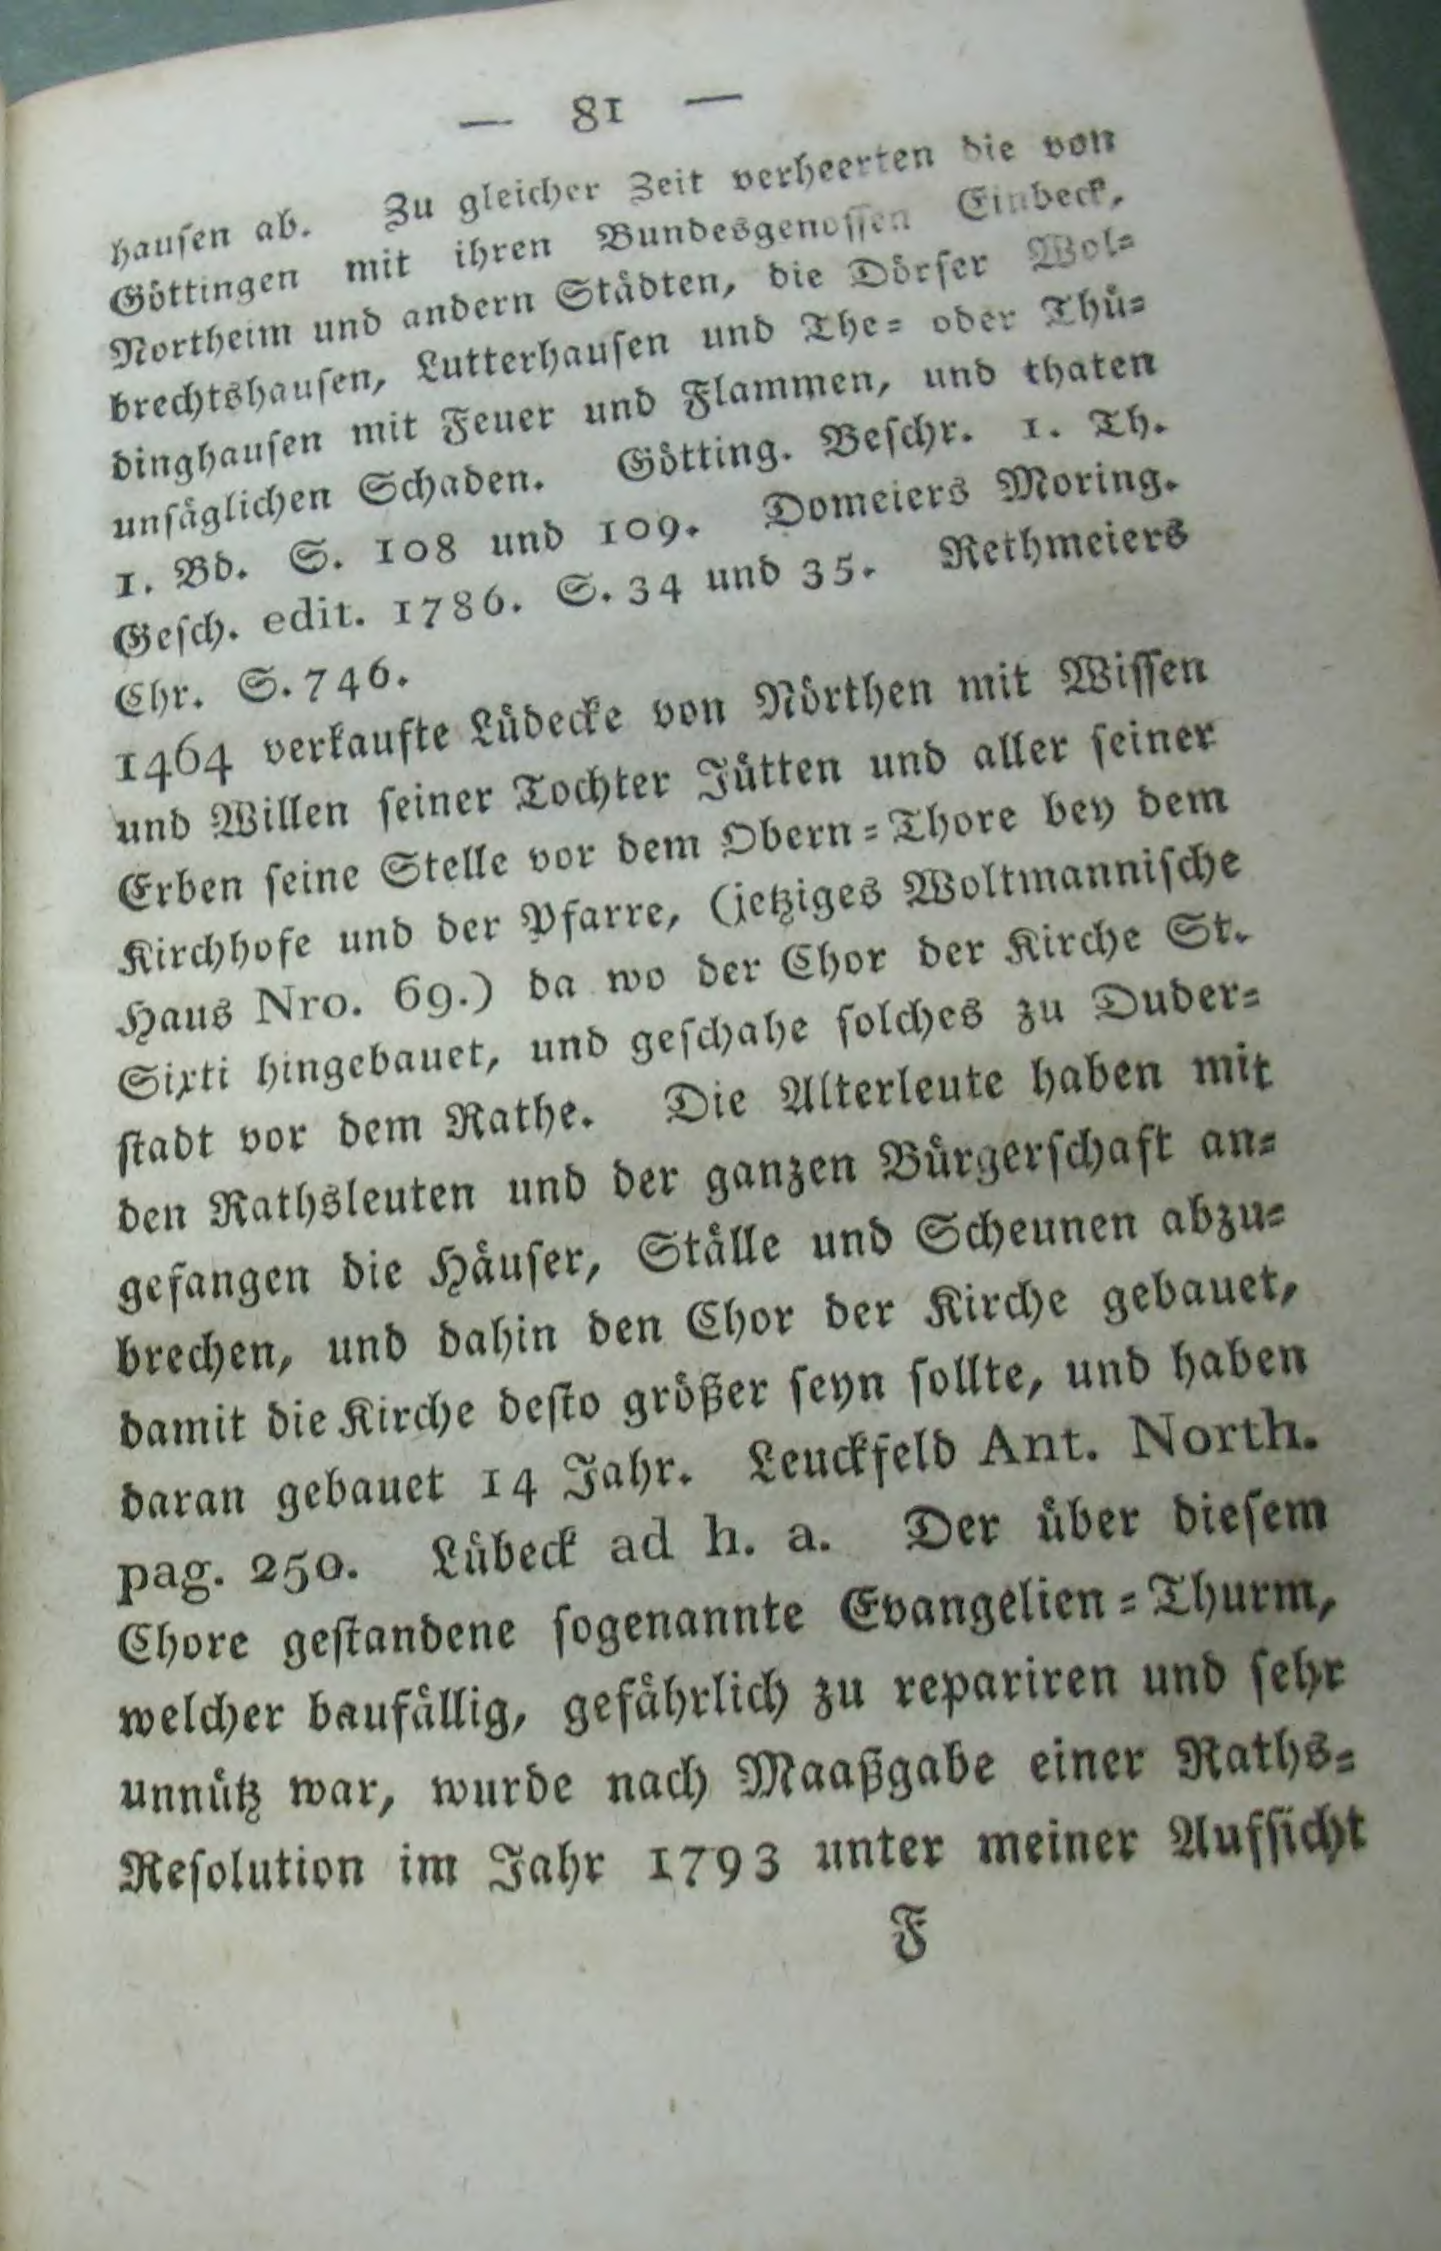 — 81 —
hausen ab. Zu gleicher Zeit verheerten die von
Göttingen mit ihren Bundesgenossen Einbeck,
Northeim und andern Städten, die Dörfer Wol=
brechtshausen, Lutterhausen und The= oder Thü=
dinghausen mit Feuer und Flammen, und thaten
unsäglichen Schaden. Götting. Beschr. 1. Th.
1. Bd. S. 108 und 109. Domeiers Moring.
Gesch. edit. 1786. S. 34 und 35. Rethmeiers
Chr. S. 746.
1464 verkaufte Lüdecke von Nörthen mit Wissen
und Willen seiner Tochter Jütten und aller seiner
Erben seine Stelle vor dem Obern=Thore bey dem
Kirchhofe und der Pfarre, (jetziges Woltmannische
Haus Nro. 69.) da wo der Chor der Kirche St.
Sixti hingebauet, und geschahe solches zu Duder=
stadt vor dem Rathe. Die Alterleute haben mit
den Rathsleuten und der ganzen Bürgerschaft an=
gefangen die Häuser, Ställe und Scheunen abzu=
brechen, und dahin den Chor der Kirche gebauet,
damit die Kirche desto größer seyn sollte, und haben
daran gebauet 14 Jahr. Leuckfeld Ant. North.
pag. 250. Lübeck ad h. a. Der über diesem
Chore gestandene sogenannte Evangelien=Thurm,
welcher baufällig, gefährlich zu repariren und sehr
unnütz war, wurde nach Maaßgabe einer Raths=
Resolution im Jahr 1793 unter meiner Aufsicht
F